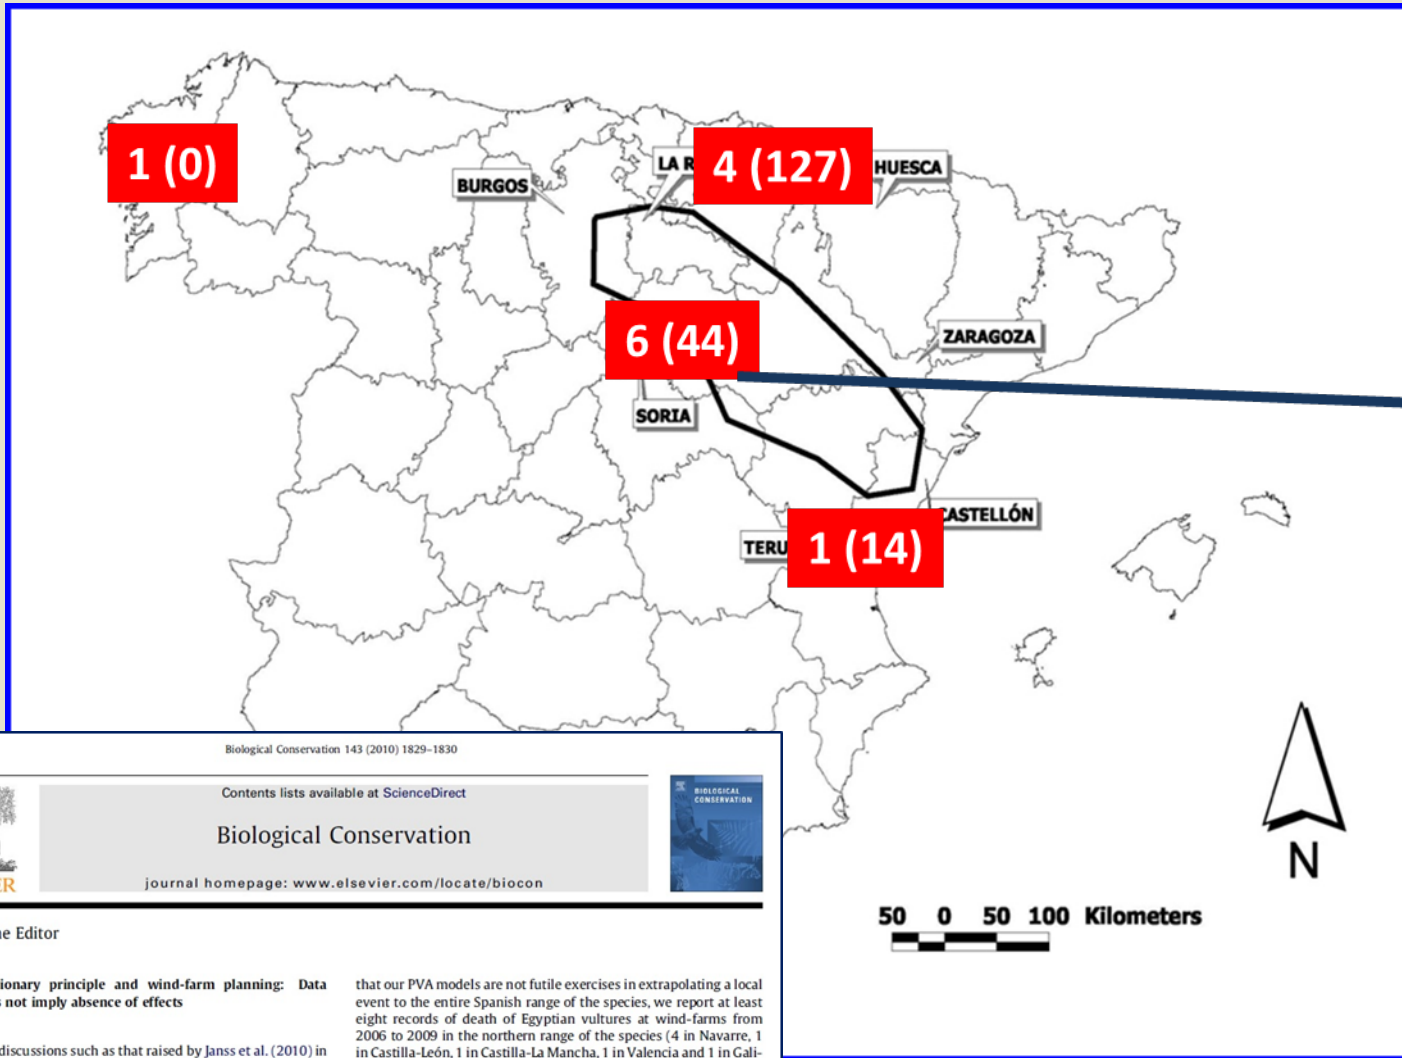 1 (0)
BURGOS
LA R
4 (127)
HUESCA
6 (44)
ZARAGOZA
SORIA
CASTELLÓN
TERU
1 (14)
N
50 0 50 100 Kilometers
Biological Conservation 143 (2010) 1829–1830
Contents lists available at ScienceDirect
Biological Conservation
journal homepage: www.elsevier.com/locate/biocon
BIOLOGICAL
CONSERVATION
ER
e Editor
ionary principle and wind-farm planning: Data
not imply absence of effects
discussions such as that raised by Janss et al. (2010) in
that our PVA models are not futile exercises in extrapolating a local
event to the entire Spanish range of the species, we report at least
eight records of death of Egyptian vultures at wind-farms from
2006 to 2009 in the northern range of the species (4 in Navarre, 1
in Castilla-León, 1 in Castilla-La Mancha, 1 in Valencia and 1 in Gali-